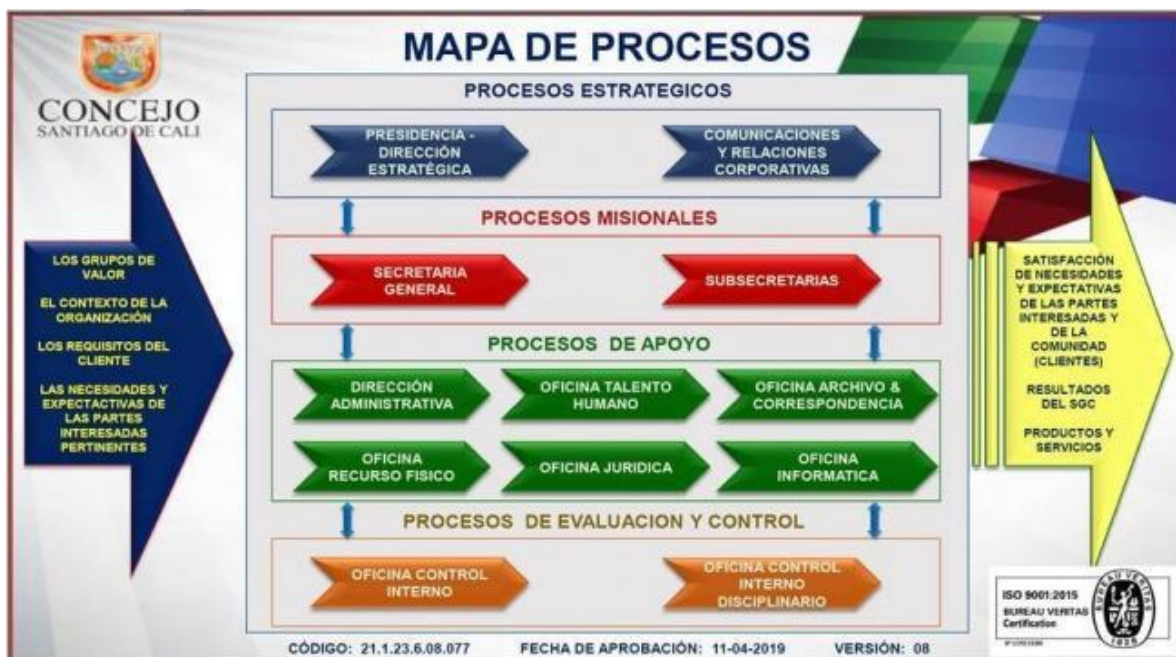 MAPA DE PROCESOS
CONCEJO
SANTIAGO DE CALI
PROCESOS ESTRATEGICOS
PRESIDENCIA -
DIRECCIÓN
ESTRATÉGICA
COMUNICACIONES
Y RELACIONES
CORPORATIVAS
PROCESOS MISIONALES
SECRETARIA
GENERAL
SUBSECRETARIAS
PROCESOS DE APOYO
DIRECCIÓN
ADMINISTRATIVA
OFICINA TALENTO
HUMANO
OFICINA ARCHIVO &
CORRESPONDENCIA
OFICINA
RECURSO FISICO
OFICINA JURIDICA
OFICINA
INFORMATICA
PROCESOS DE EVALUACION Y CONTROL
OFICINA CONTROL
INTERNO
OFICINA CONTROL
INTERNO
DISCIPLINARIO
LOS GRUPOS DE
VALOR
EL CONTEXTO DE LA
ORGANIZACIÓN
LOS REQUISITOS DEL
CLIENTE
LAS NECESIDADES Y
EXPECTACTIVAS DE
LAS PARTES
INTERESADAS
PERTINENTES
SATISFACCIÓN
DE NECESIDADES
Y EXPECTATIVAS
DE LAS PARTES
INTERESADAS Y
DE LA
COMUNIDAD
(CLIENTES)
RESULTADOS
DEL SGC
PRODUCTOS Y
SERVICIOS
ISO 9001:2015
BUREAU VERITAS
Certification
BUREAU VERITAS
1828
CÓDIGO: 21.1.23.6.08.077 FECHA DE APROBACIÓN: 11-04-2019 VERSIÓN: 08